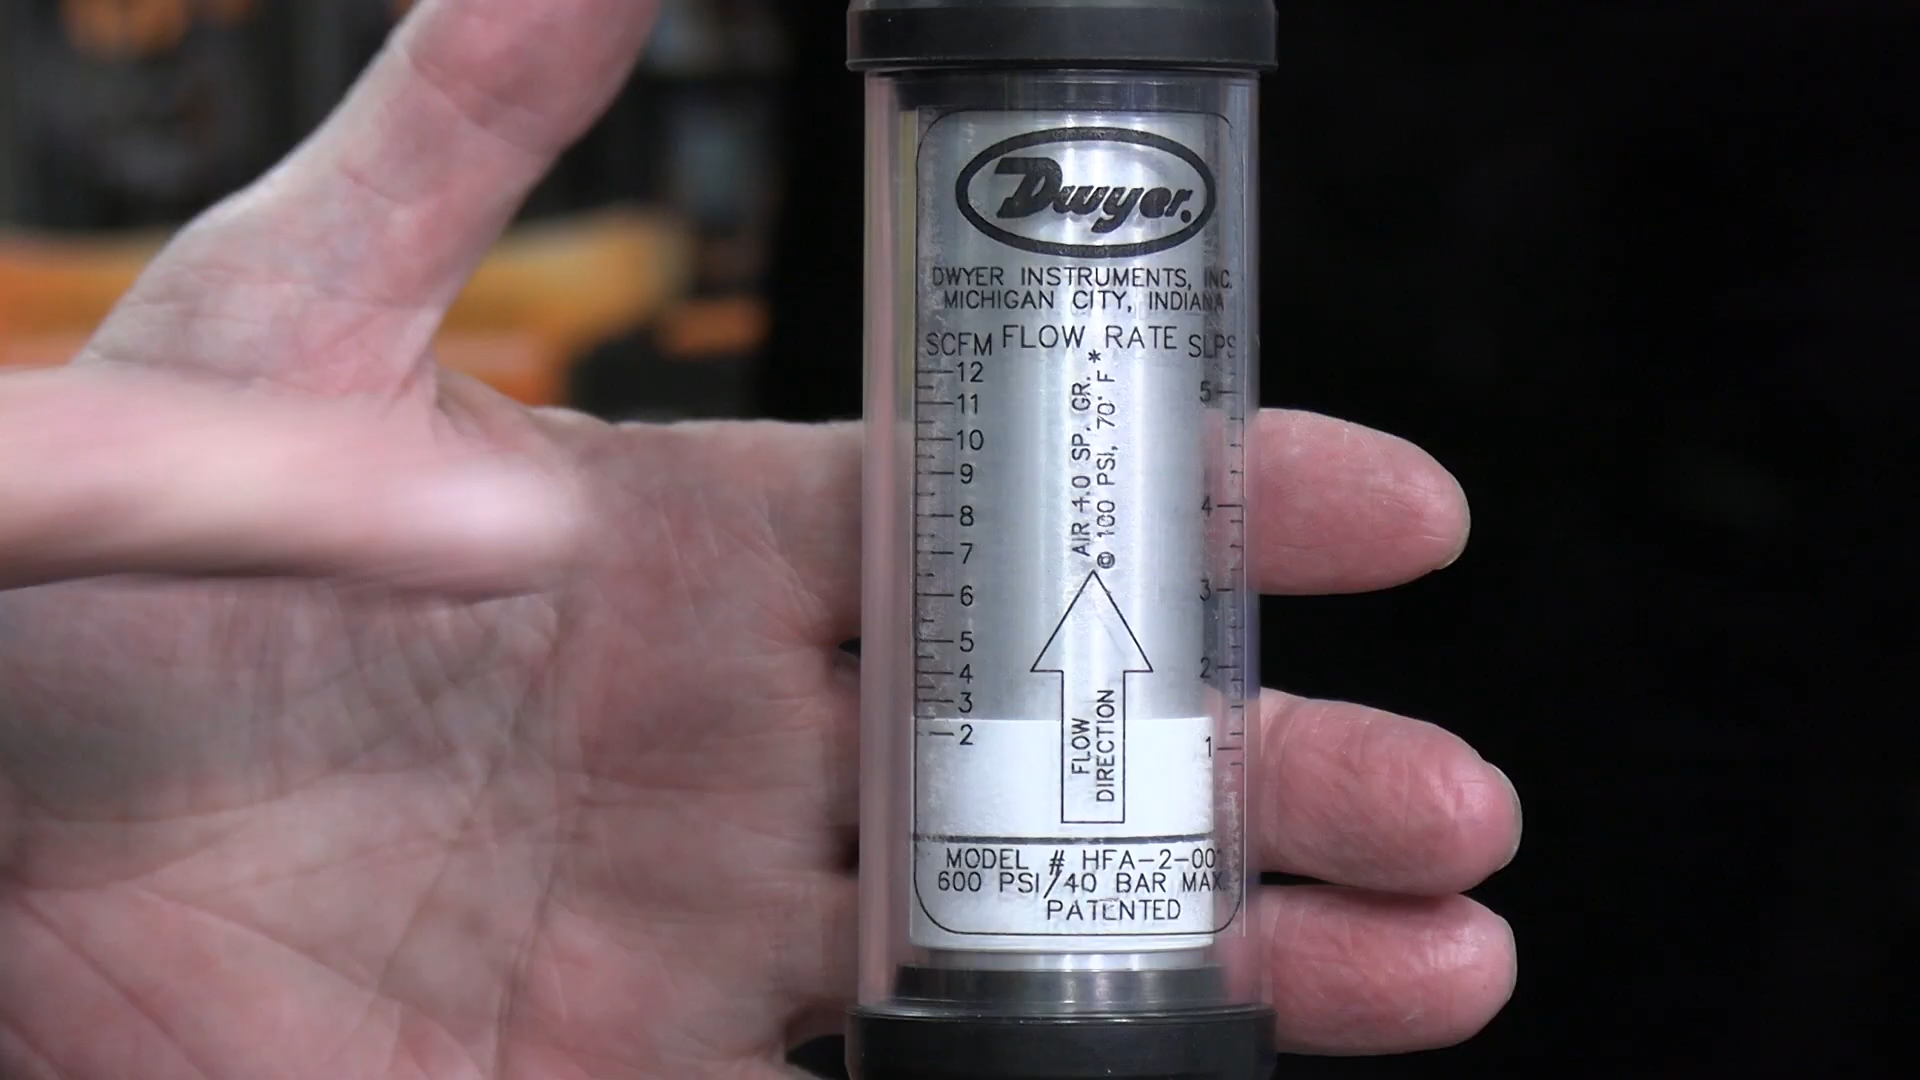 Dwyer.
DWYER INSTRUMENTS, INC.
MICHIGAN CITY, INDIANA
SCFM FLOW RATE SLPS
12
11
10
9
8
7
6
5
4
3
2
AIR 1.0 SP. GR. *
@ 100 PSI, 70° F
5
4
3
2
1
FLOW
DIRECTION
MODEL # HFA-2-00
600 PSI/40 BAR MAX.
PATENTED